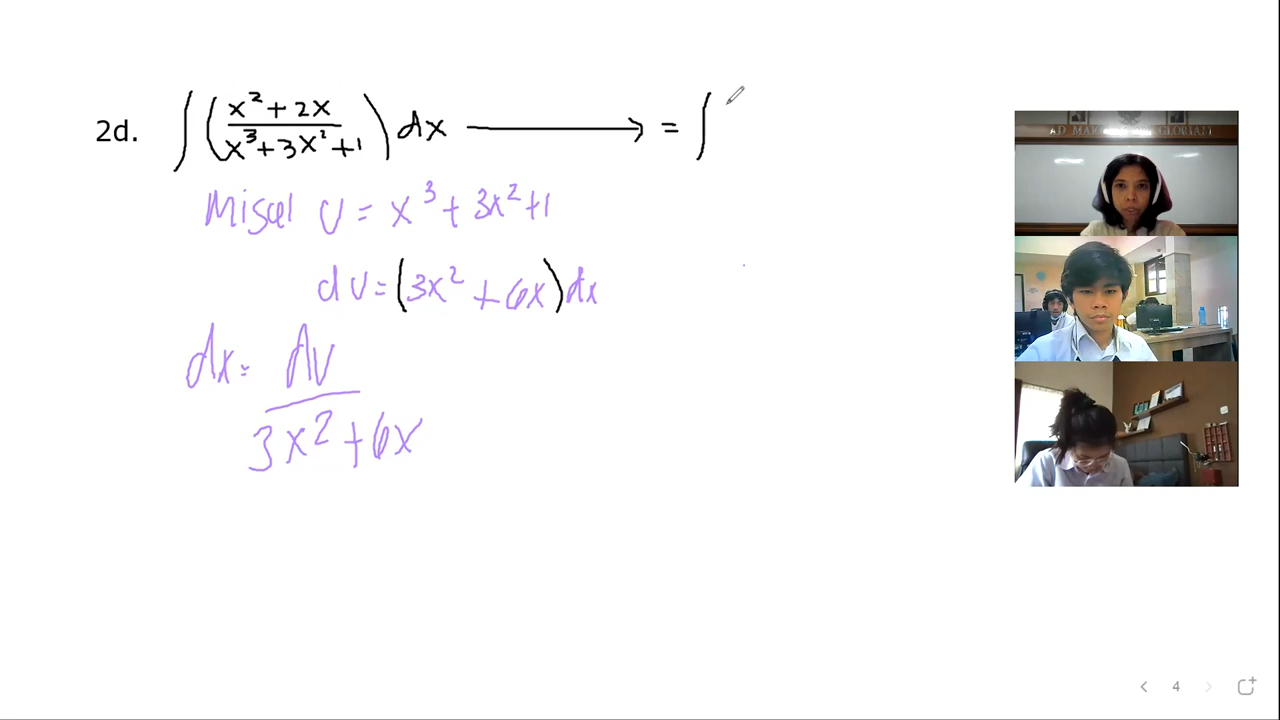 2d. ∫ ( (x² + 2x) / (x³ + 3x² + 1) ) dx ⟶ = ∫
Misal U = x³ + 3x² + 1
dU = (3x² + 6x) dx
dx = dU / (3x² + 6x)
4